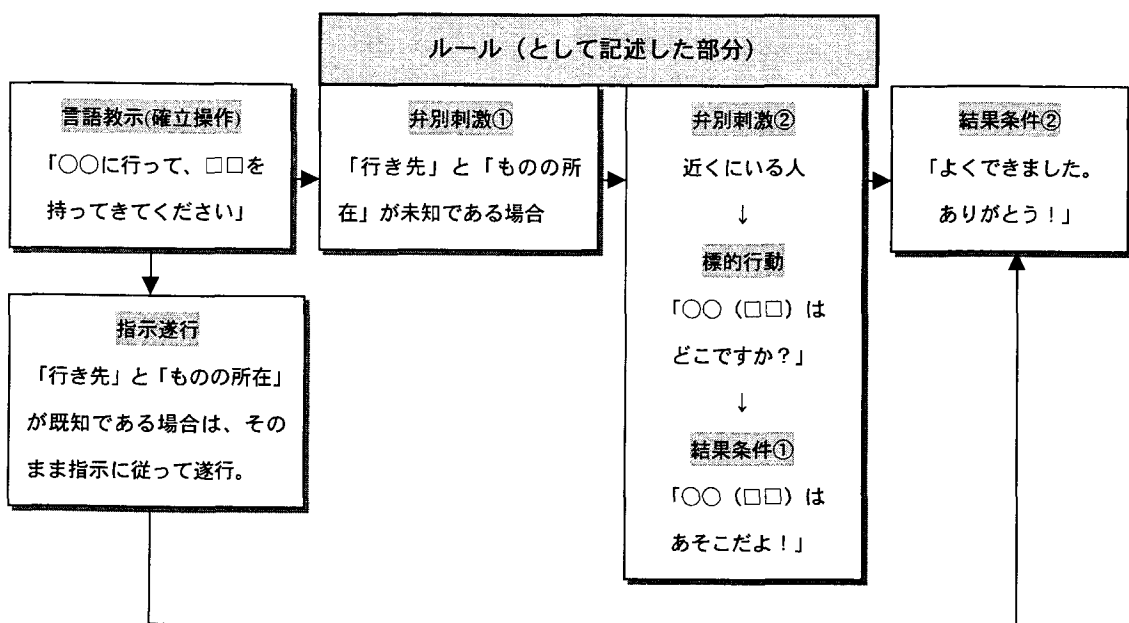 ルール（として記述した部分）
言語教示(確立操作)
「○○に行って、□□を
持ってきてください」
弁別刺激①
「行き先」と「ものの所
在」が未知である場合
弁別刺激②
近くにいる人
↓
標的行動
「○○（□□）は
どこですか？」
↓
結果条件①
「○○（□□）は
あそこだよ！」
結果条件②
「よくできました。
ありがとう！」
指示遂行
「行き先」と「ものの所在」
が既知である場合は、その
まま指示に従って遂行。